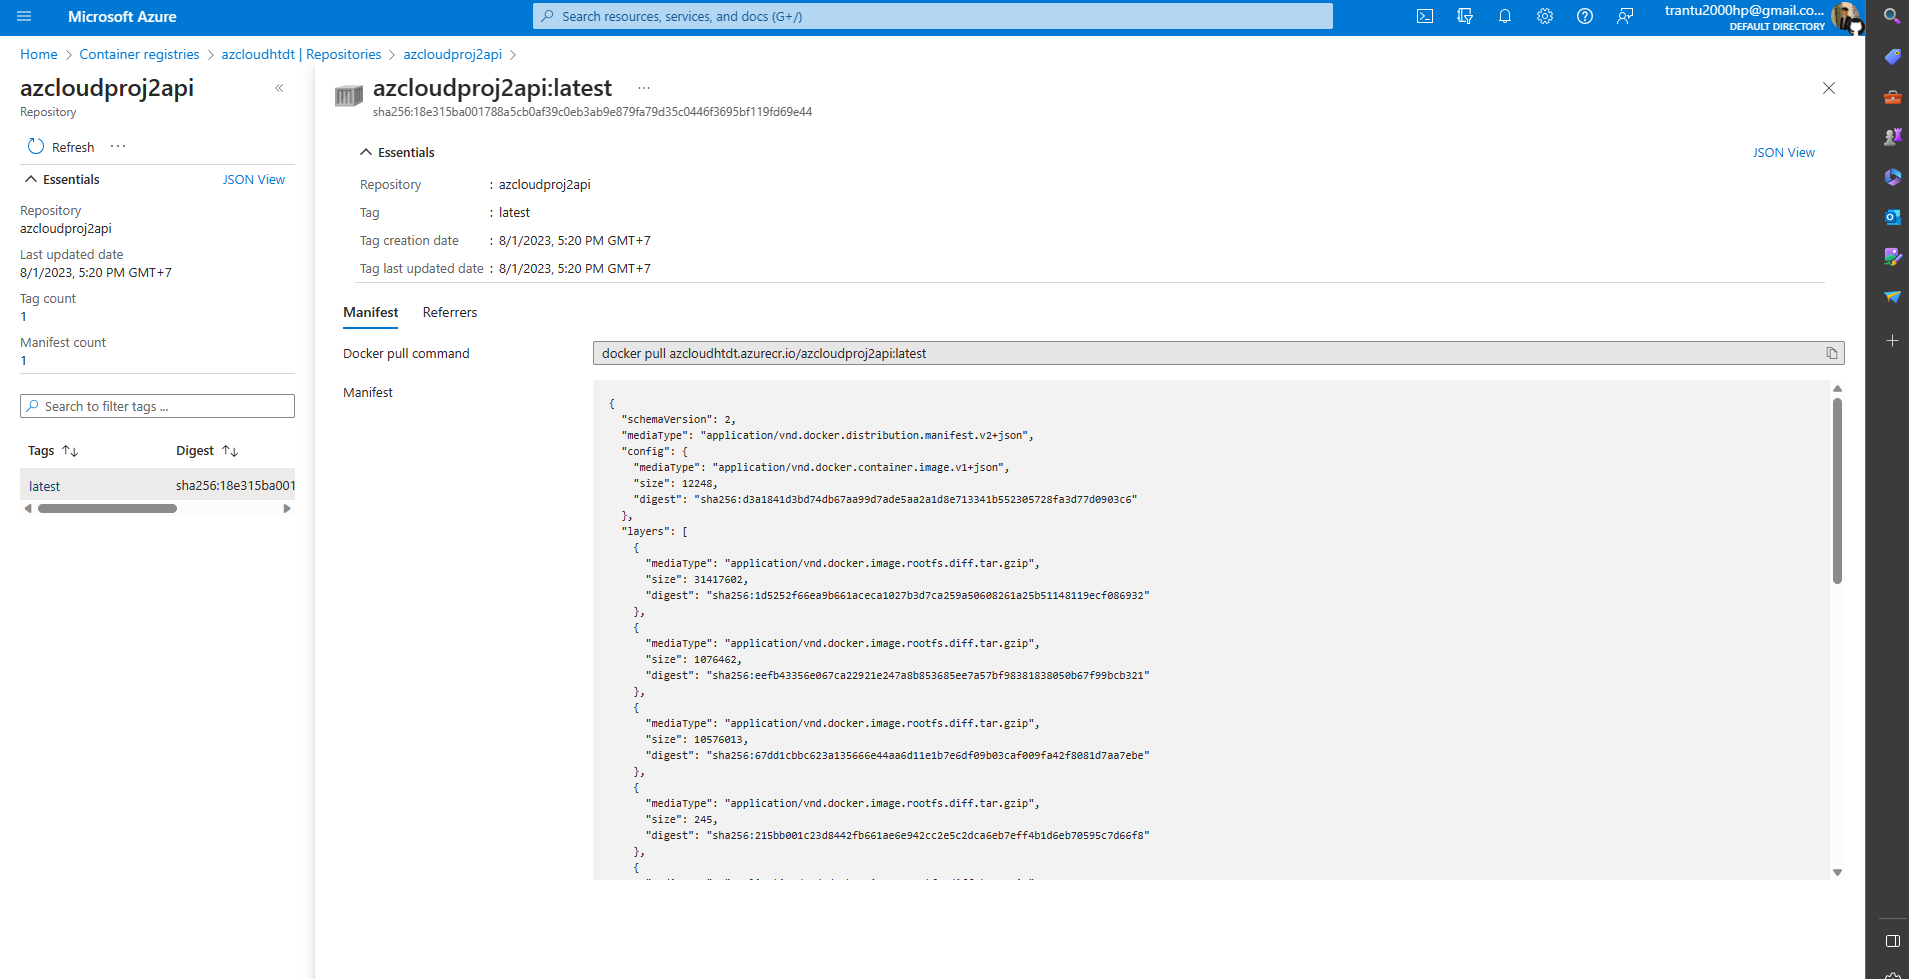 Microsoft Azure
Search resources, services, and docs (G+/)
trantu2000hp@gmail.co...
DEFAULT DIRECTORY
Home > Container registries > azcloudhtdt | Repositories > azcloudproj2api >
azcloudproj2api
Repository
Refresh ...
Essentials
JSON View
Repository
azcloudproj2api
Last updated date
8/1/2023, 5:20 PM GMT+7
Tag count
1
Manifest count
1
Search to filter tags ...
Tags ↑↓ Digest ↑↓
latest sha256:18e315ba001
azcloudproj2api:latest ...
sha256:18e315ba001788a5cb0af39c0eb3ab9e879fa79d35c0446f3695bf119fd69e44
Essentials
JSON View
Repository : azcloudproj2api
Tag : latest
Tag creation date : 8/1/2023, 5:20 PM GMT+7
Tag last updated date : 8/1/2023, 5:20 PM GMT+7
Manifest Referrers
Docker pull command
docker pull azcloudhtdt.azurecr.io/azcloudproj2api:latest
Manifest
{
"schemaVersion": 2,
"mediaType": "application/vnd.docker.distribution.manifest.v2+json",
"config": {
"mediaType": "application/vnd.docker.container.image.v1+json",
"size": 12248,
"digest": "sha256:d3a1841d3bd74db67aa99d7ade5aa2a1d8e713341b552305728fa3d77d0903c6"
},
"layers": [
{
"mediaType": "application/vnd.docker.image.rootfs.diff.tar.gzip",
"size": 31417602,
"digest": "sha256:1d5252f66ea9b661aceca1027b3d7ca259a50608261a25b51148119ecf086932"
},
{
"mediaType": "application/vnd.docker.image.rootfs.diff.tar.gzip",
"size": 1076462,
"digest": "sha256:eefb43356e067ca22921e247a8b853685ee7a57bf98381838050b67f99bcb321"
},
{
"mediaType": "application/vnd.docker.image.rootfs.diff.tar.gzip",
"size": 10576013,
"digest": "sha256:67dd1cbbc623a135666e44aa6d11e1b7e6df09b03caf009fa42f8081d7aa7ebe"
},
{
"mediaType": "application/vnd.docker.image.rootfs.diff.tar.gzip",
"size": 245,
"digest": "sha256:215bb001c23d8442fb661ae6e942cc2e5c2dca6eb7eff4b1d6eb70595c7d66f8"
},
{